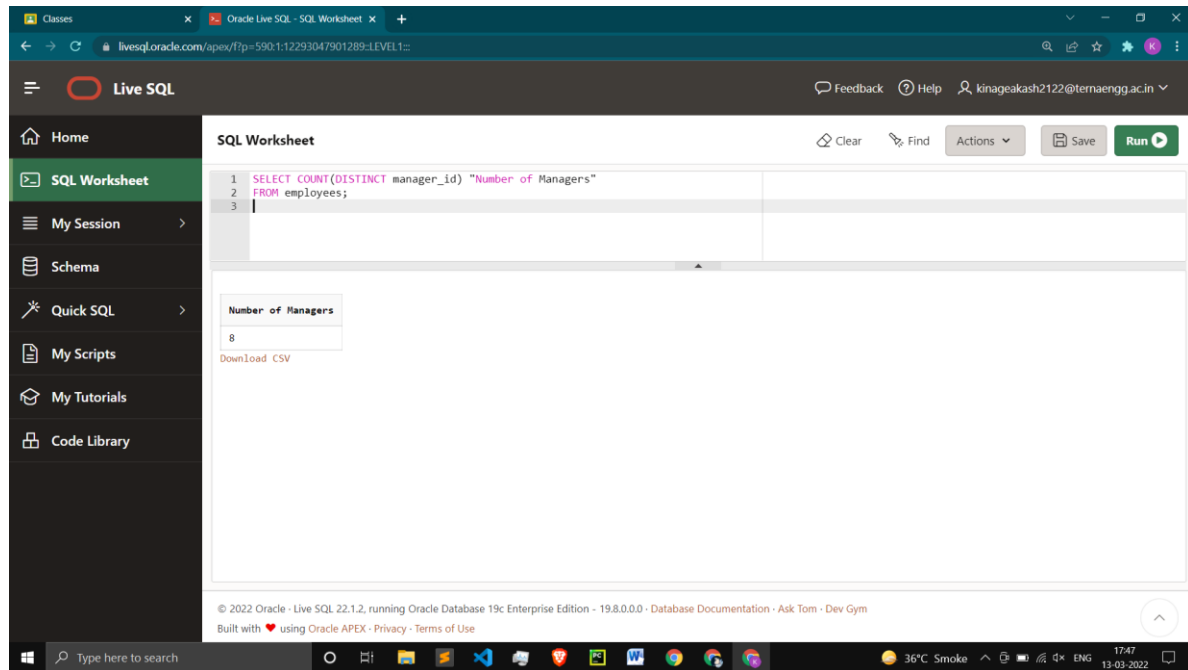 Classes
Oracle Live SQL - SQL Worksheet
livesql.oracle.com/apex/f?p=590:1:12293047901289::LEVEL1:::
K
Live SQL
Feedback
Help
kinageakash2122@ternaengg.ac.in
Home
SQL Worksheet
My Session
Schema
Quick SQL
My Scripts
My Tutorials
Code Library
SQL Worksheet
Clear
Find
Actions
Save
Run
1 SELECT COUNT(DISTINCT manager_id) "Number of Managers"
2 FROM employees;
3
Number of Managers
8
Download CSV
© 2022 Oracle · Live SQL 22.1.2, running Oracle Database 19c Enterprise Edition - 19.8.0.0.0 · Database Documentation · Ask Tom · Dev Gym
Built with ❤ using Oracle APEX · Privacy · Terms of Use
Type here to search
36°C Smoke
ENG
17:47
13-03-2022